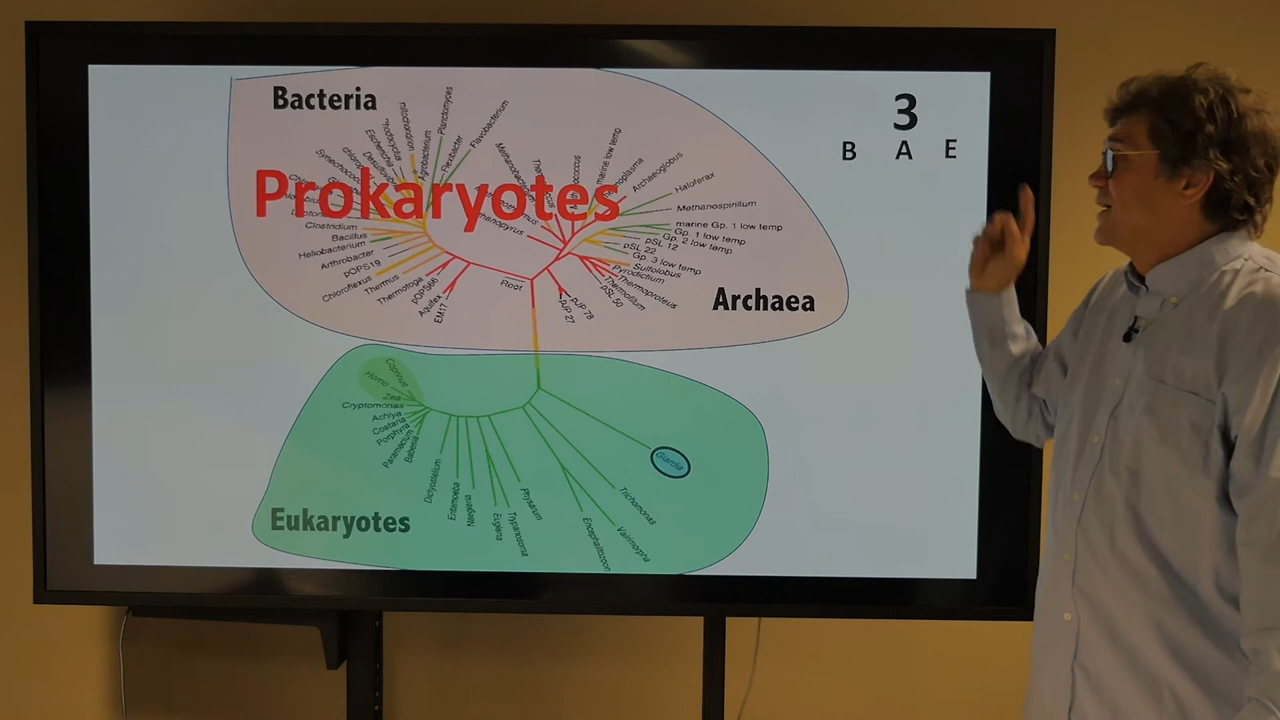 Bacteria
Prokaryotes
Archaea
3
B A E
Planctomyces
Flavobacterium
Flexibacter
Agrobacterium
Clostridium
Bacillus
Heliobacterium
Arthrobacter
pOPS19
Chloroflexus
Thermus
Thermotoga
pOPS66
Aquifex
EM17
Root
marine low temp
Archaeoglobus
Haloferax
Methanospirillum
marine Gp. 1 low temp
Gp. 1 low temp
Gp. 2 low temp
pSL 12
pSL 22
Gp. 3 low temp
Sulfolobus
Pyrodictium
Thermoproteus
Thermofilum
pSL 50
pJP 78
pJP 27
Eukaryotes
Coprinus
Homo
Zea
Cryptomonas
Achlya
Costaria
Porphyra
Paramecium
Babesia
Dictyostelium
Entamoeba
Naegleria
Euglena
Trypanosoma
Physarum
Encephalitozoon
Vairimorpha
Trichomonas
Giardia